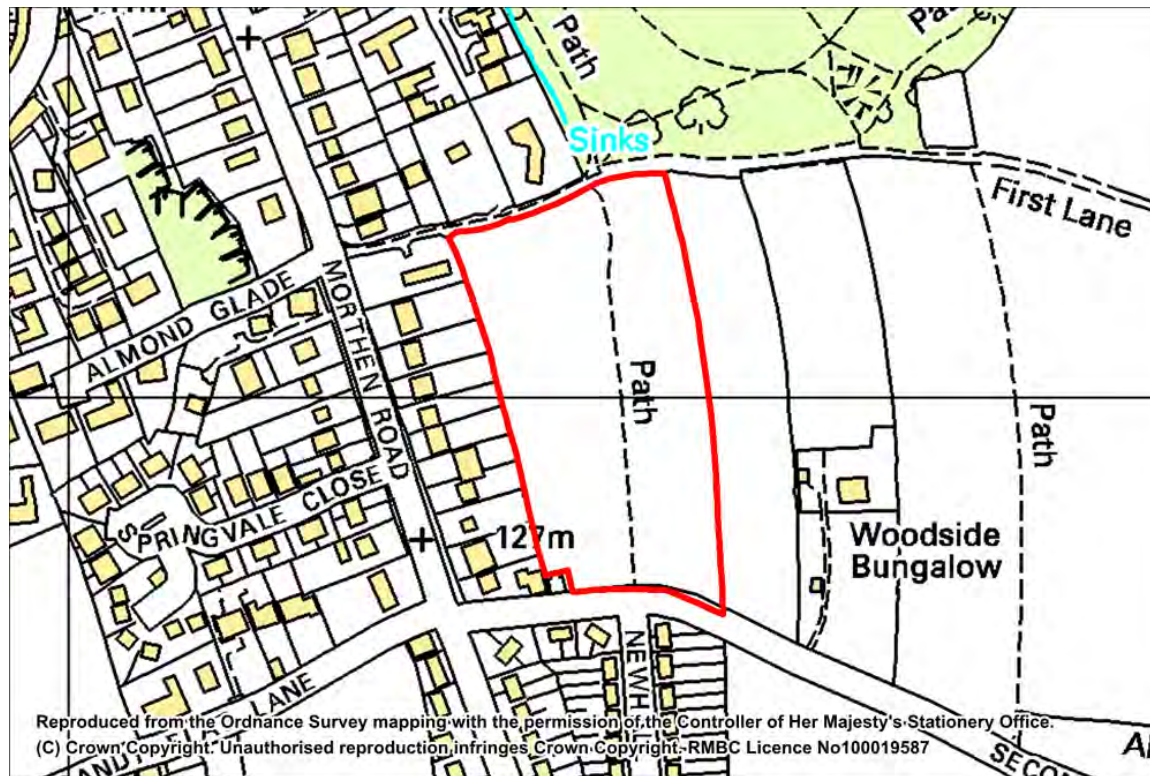 Path
Path
Sinks
First Lane
ALMOND GLADE
MORTHEN ROAD
Path
Path
SPRINGVALE CLOSE
127m
Woodside
Bungalow
NEWH
LANE
Reproduced from the Ordnance Survey mapping with the permission of the Controller of Her Majesty's Stationery Office.
(C) Crown Copyright. Unauthorised reproduction infringes Crown Copyright. RMBC Licence No100019587
SECO